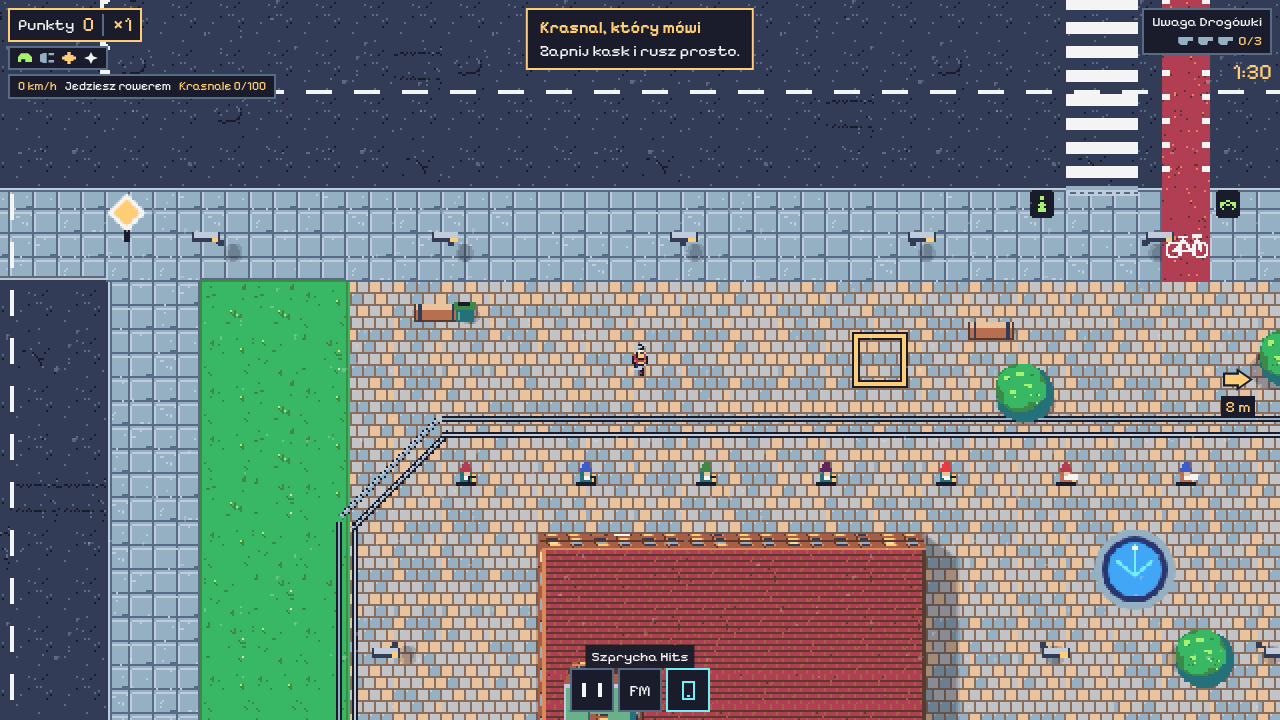 Punkty 0 ×1
0 km/h Jedziesz rowerem Krasnale 0/100
Krasnal, który mówi
Zapnij kask i rusz prosto.
Uwaga Drogówki
0/3
1:30
8 m
Szprycha Hits
FM